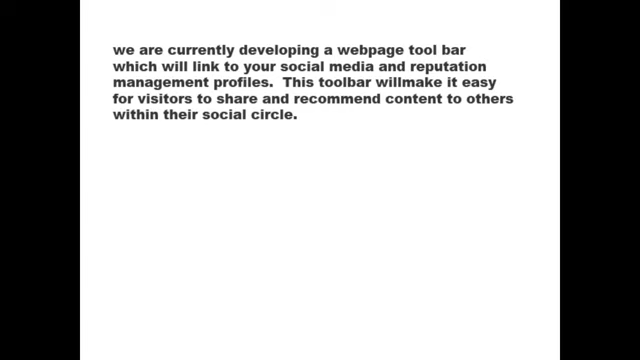 we are currently developing a webpage tool bar
which will link to your social media and reputation
management profiles.  This toolbar willmake it easy
for visitors to share and recommend content to others
within their social circle.